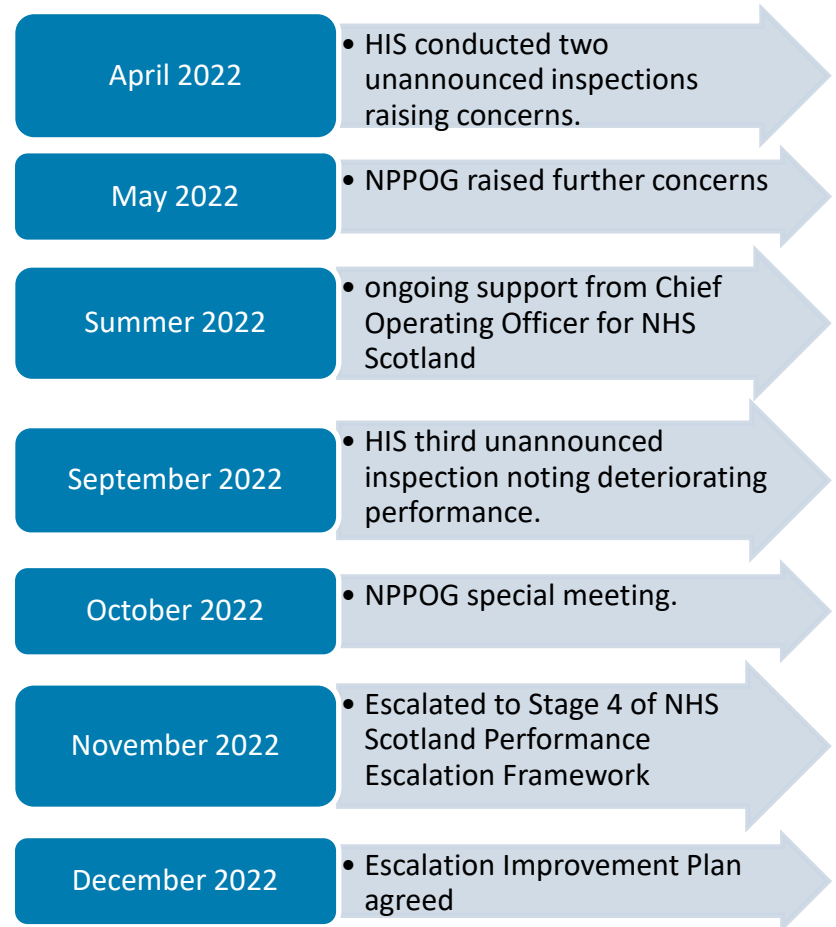 April 2022
• HIS conducted two
unannounced inspections
raising concerns.
May 2022
• NPPOG raised further concerns
Summer 2022
• ongoing support from Chief
Operating Officer for NHS
Scotland
September 2022
• HIS third unannounced
inspection noting deteriorating
performance.
October 2022
• NPPOG special meeting.
November 2022
• Escalated to Stage 4 of NHS
Scotland Performance
Escalation Framework
December 2022
• Escalation Improvement Plan
agreed